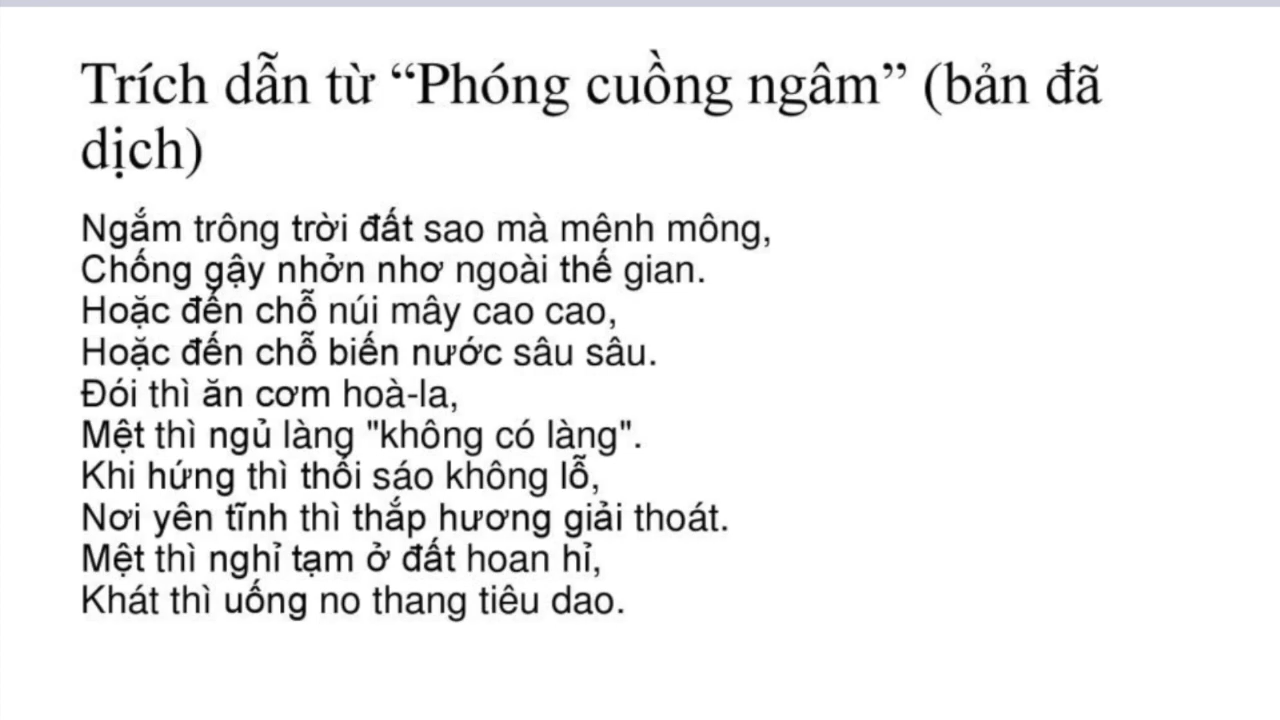 Trích dẫn từ “Phóng cuồng ngâm” (bản đã
dịch)
Ngắm trông trời đất sao mà mênh mông,
Chống gậy nhởn nhơ ngoài thế gian.
Hoặc đến chỗ núi mây cao cao,
Hoặc đến chỗ biến nước sâu sâu.
Đói thì ăn cơm hoà-la,
Mệt thì ngủ làng "không có làng".
Khi hứng thì thổi sáo không lỗ,
Nơi yên tĩnh thì thắp hương giải thoát.
Mệt thì nghỉ tạm ở đất hoan hỉ,
Khát thì uống no thang tiêu dao.